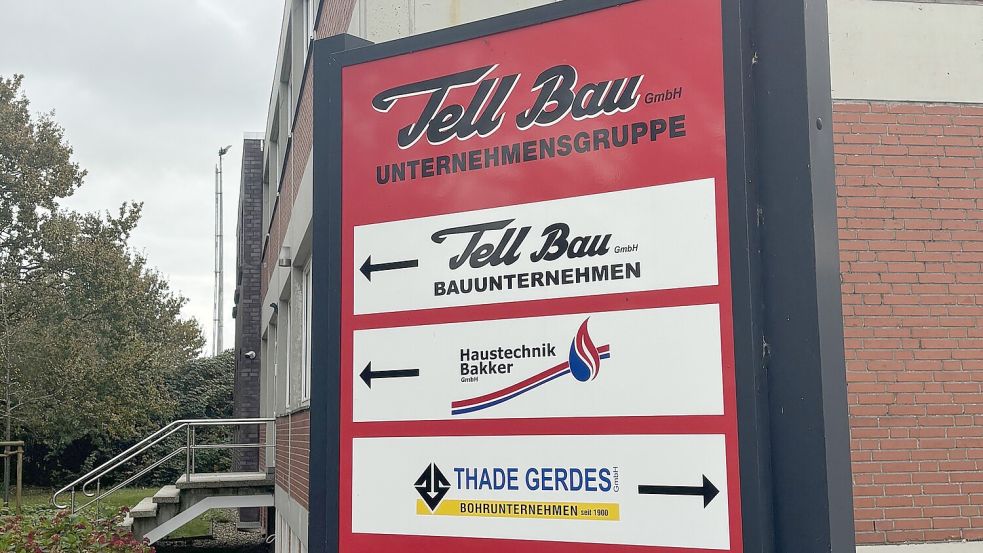 Tell Bau GmbH
UNTERNEHMENSGRUPPE
Tell Bau GmbH
BAUUNTERNEHMEN
Haustechnik
Bakker
GmbH
THADE GERDES GmbH
BOHRUNTERNEHMEN seit 1900